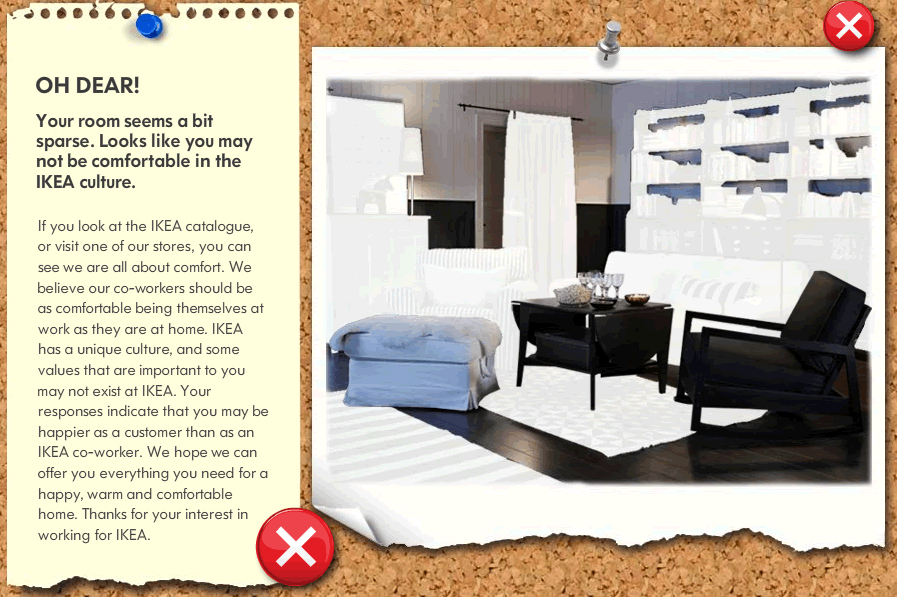 OH DEAR!
Your room seems a bit
sparse. Looks like you may
not be comfortable in the
IKEA culture.
If you look at the IKEA catalogue,
or visit one of our stores, you can
see we are all about comfort. We
believe our co-workers should be
as comfortable being themselves at
work as they are at home. IKEA
has a unique culture, and some
values that are important to you
may not exist at IKEA. Your
responses indicate that you may be
happier as a customer than as an
IKEA co-worker. We hope we can
offer you everything you need for a
happy, warm and comfortable
home. Thanks for your interest in
working for IKEA.